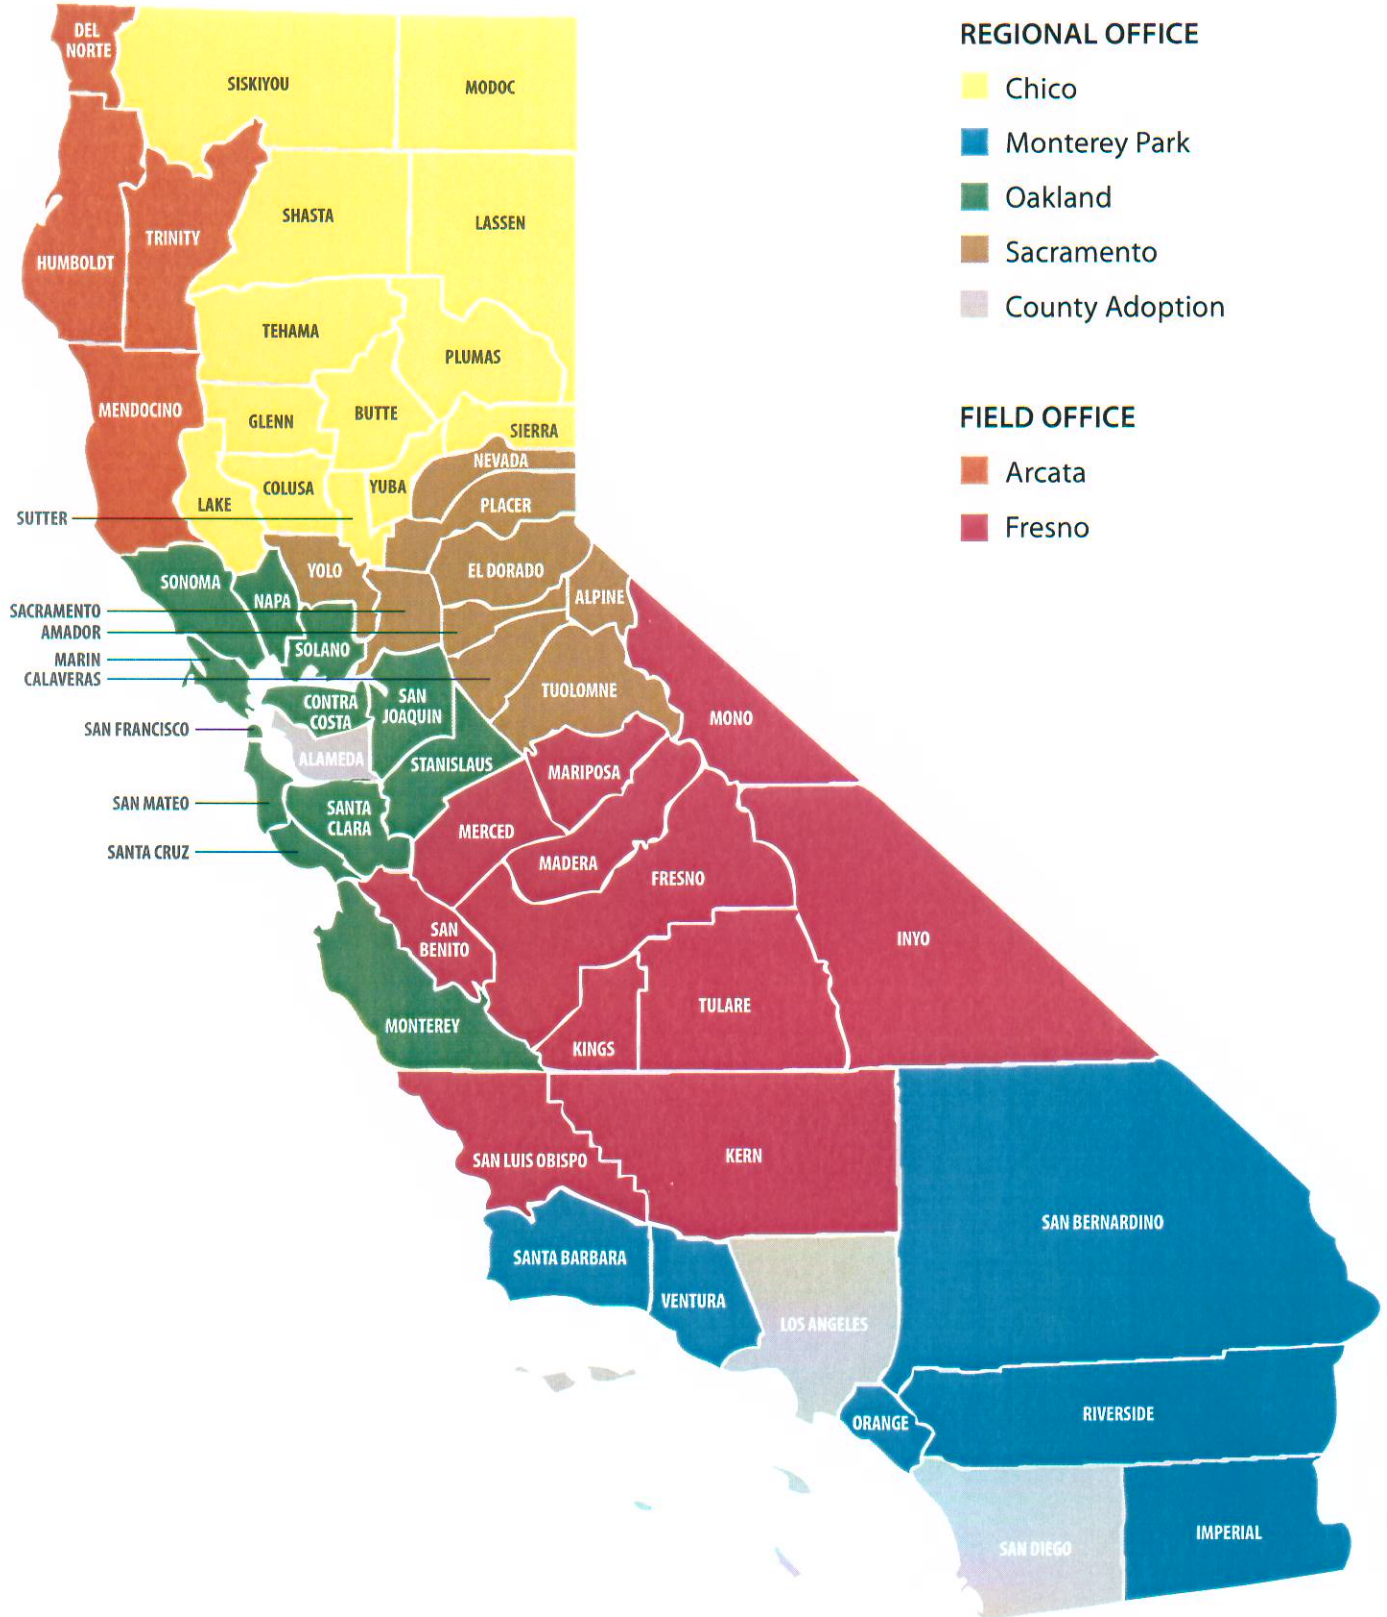 REGIONAL OFFICE
Chico
Monterey Park
Oakland
Sacramento
County Adoption
FIELD OFFICE
Arcata
Fresno
DEL
NORTE
SISKIYOU
MODOC
SHASTA
LASSEN
TRINITY
HUMBOLDT
TEHAMA
PLUMAS
MENDOCINO
GLENN
BUTTE
SIERRA
NEVADA
COLUSA
YUBA
LAKE
PLACER
SUTTER
SONOMA
YOLO
EL DORADO
NAPA
ALPINE
SACRAMENTO
AMADOR
SOLANO
MARIN
CALAVERAS
TUOLOMNE
CONTRA
COSTA
SAN
JOAQUIN
MONO
SAN FRANCISCO
ALAMEDA
STANISLAUS
MARIPOSA
SAN MATEO
SANTA
CLARA
MERCED
SANTA CRUZ
MADERA
FRESNO
SAN
BENITO
INYO
TULARE
MONTEREY
KINGS
SAN LUIS OBISPO
KERN
SAN BERNARDINO
SANTA BARBARA
VENTURA
LOS ANGELES
ORANGE
RIVERSIDE
SAN DIEGO
IMPERIAL